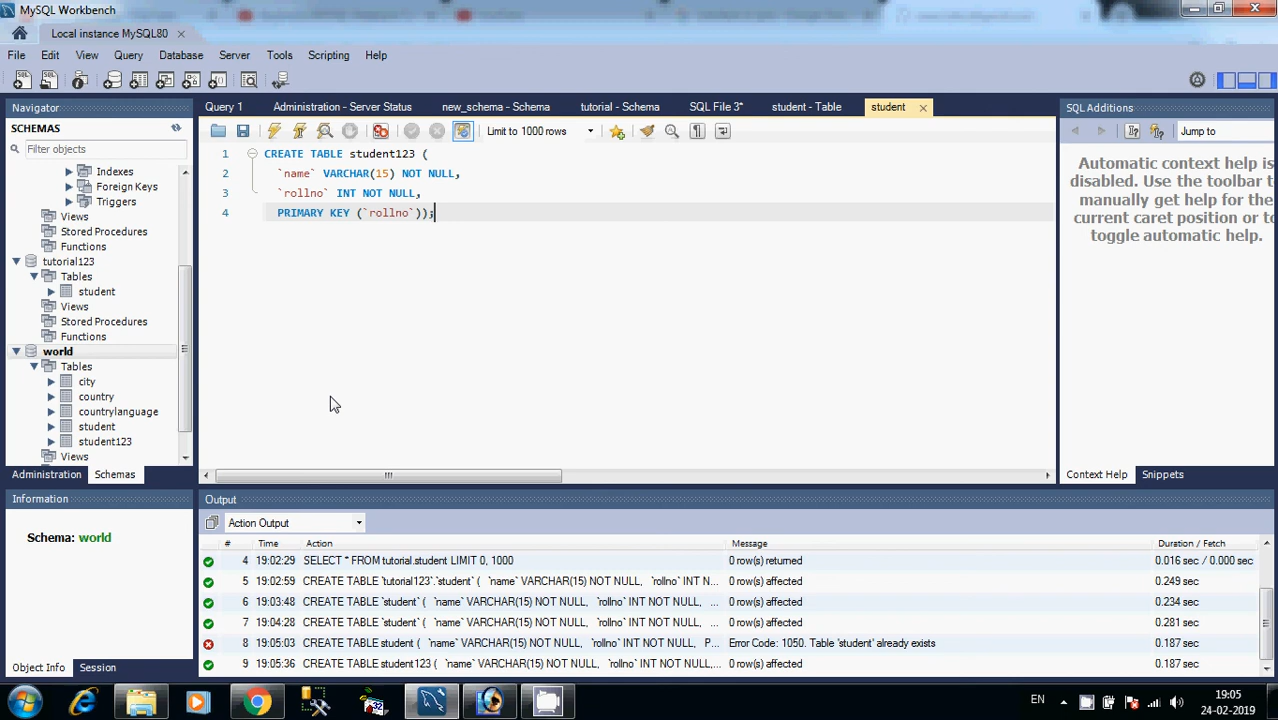 MySQL Workbench
Local instance MySQL80
File Edit View Query Database Server Tools Scripting Help
Navigator
SCHEMAS
Filter objects
Indexes
Foreign Keys
Triggers
Views
Stored Procedures
Functions
tutorial123
Tables
student
Views
Stored Procedures
Functions
world
Tables
city
country
countrylanguage
student
student123
Views
Administration Schemas
Information
Schema: world
Object Info Session
Query 1 Administration - Server Status new_schema - Schema tutorial - Schema SQL File 3* student - Table student
Limit to 1000 rows
1 CREATE TABLE student123 (
2 `name` VARCHAR(15) NOT NULL,
3 `rollno` INT NOT NULL,
4 PRIMARY KEY (`rollno`));
SQL Additions
Jump to
Automatic context help is
disabled. Use the toolbar t
manually get help for the
current caret position or to
toggle automatic help.
Context Help Snippets
Output
Action Output
# Time Action Message Duration / Fetch
4 19:02:29 SELECT * FROM tutorial.student LIMIT 0, 1000 0 row(s) returned 0.016 sec / 0.000 sec
5 19:02:59 CREATE TABLE `tutorial123`.`student` ( `name` VARCHAR(15) NOT NULL, `rollno` INT N... 0 row(s) affected 0.249 sec
6 19:03:48 CREATE TABLE `student` ( `name` VARCHAR(15) NOT NULL, `rollno` INT NOT NULL, ... 0 row(s) affected 0.234 sec
7 19:04:28 CREATE TABLE `student` ( `name` VARCHAR(15) NOT NULL, `rollno` INT NOT NULL, ... 0 row(s) affected 0.281 sec
8 19:05:03 CREATE TABLE student ( `name` VARCHAR(15) NOT NULL, `rollno` INT NOT NULL, P... Error Code: 1050. Table 'student' already exists 0.187 sec
9 19:05:36 CREATE TABLE student123 ( `name` VARCHAR(15) NOT NULL, `rollno` INT NOT NULL,... 0 row(s) affected 0.187 sec
EN
19:05
24-02-2019